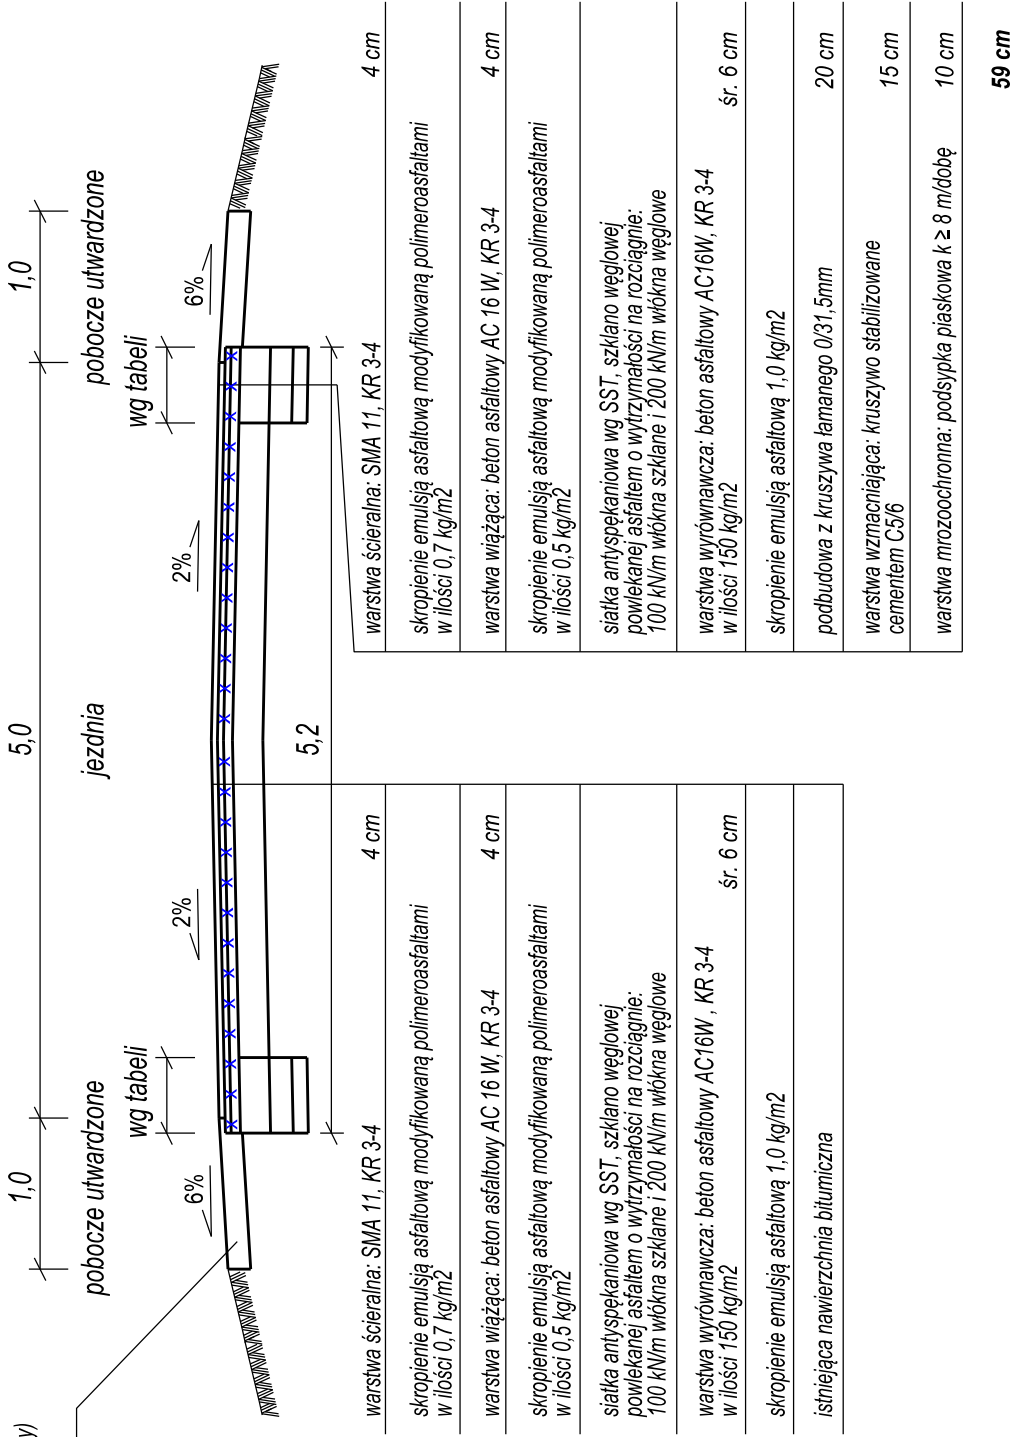 y)
1,0
5,0
1,0
pobocze utwardzone
jezdnia
pobocze utwardzone
wg tabeli
wg tabeli
6%
2%
2%
6%
5,2
warstwa ścieralna: SMA 11, KR 3-4 4 cm
skropienie emulsją asfaltową modyfikowaną polimeroasfaltami
w ilości 0,7 kg/m2
warstwa wiążąca: beton asfaltowy AC 16 W, KR 3-4 4 cm
skropienie emulsją asfaltową modyfikowaną polimeroasfaltami
w ilości 0,5 kg/m2
siatka antyspękaniowa wg SST, szklano węglowej
powlekanej asfaltem o wytrzymałości na rozciągnie:
100 kN/m włókna szklane i 200 kN/m włókna węglowe
warstwa wyrównawcza: beton asfaltowy AC16W , KR 3-4
w ilości 150 kg/m2 śr. 6 cm
skropienie emulsją asfaltową 1,0 kg/m2
istniejąca nawierzchnia bitumiczna
warstwa ścieralna: SMA 11, KR 3-4 4 cm
skropienie emulsją asfaltową modyfikowaną polimeroasfaltami
w ilości 0,7 kg/m2
warstwa wiążąca: beton asfaltowy AC 16 W, KR 3-4 4 cm
skropienie emulsją asfaltową modyfikowaną polimeroasfaltami
w ilości 0,5 kg/m2
siatka antyspękaniowa wg SST, szklano węglowej
powlekanej asfaltem o wytrzymałości na rozciągnie:
100 kN/m włókna szklane i 200 kN/m włókna węglowe
warstwa wyrównawcza: beton asfaltowy AC16W, KR 3-4
w ilości 150 kg/m2 śr. 6 cm
skropienie emulsją asfaltową 1,0 kg/m2
podbudowa z kruszywa łamanego 0/31,5mm 20 cm
warstwa wzmacniająca: kruszywo stabilizowane
cementem C5/6 15 cm
warstwa mrozoochronna: podsypka piaskowa k ≥ 8 m/dobę 10 cm
59 cm